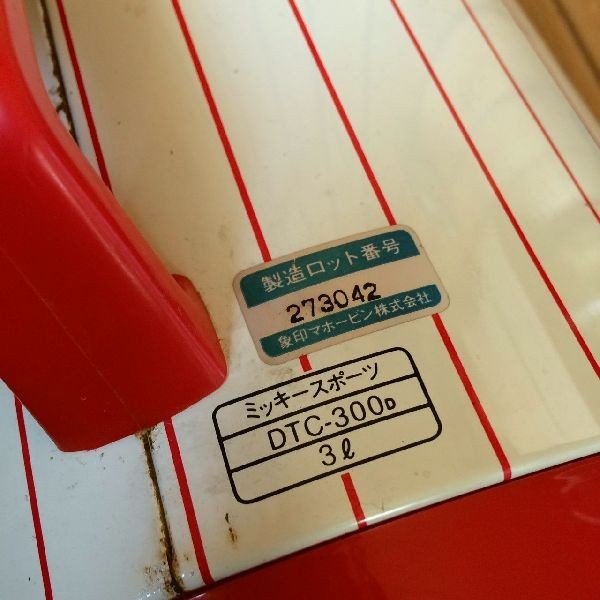 製造ロット番号
273042
象印マホービン株式会社
ミッキースポーツ
DTC-300D
3ℓ